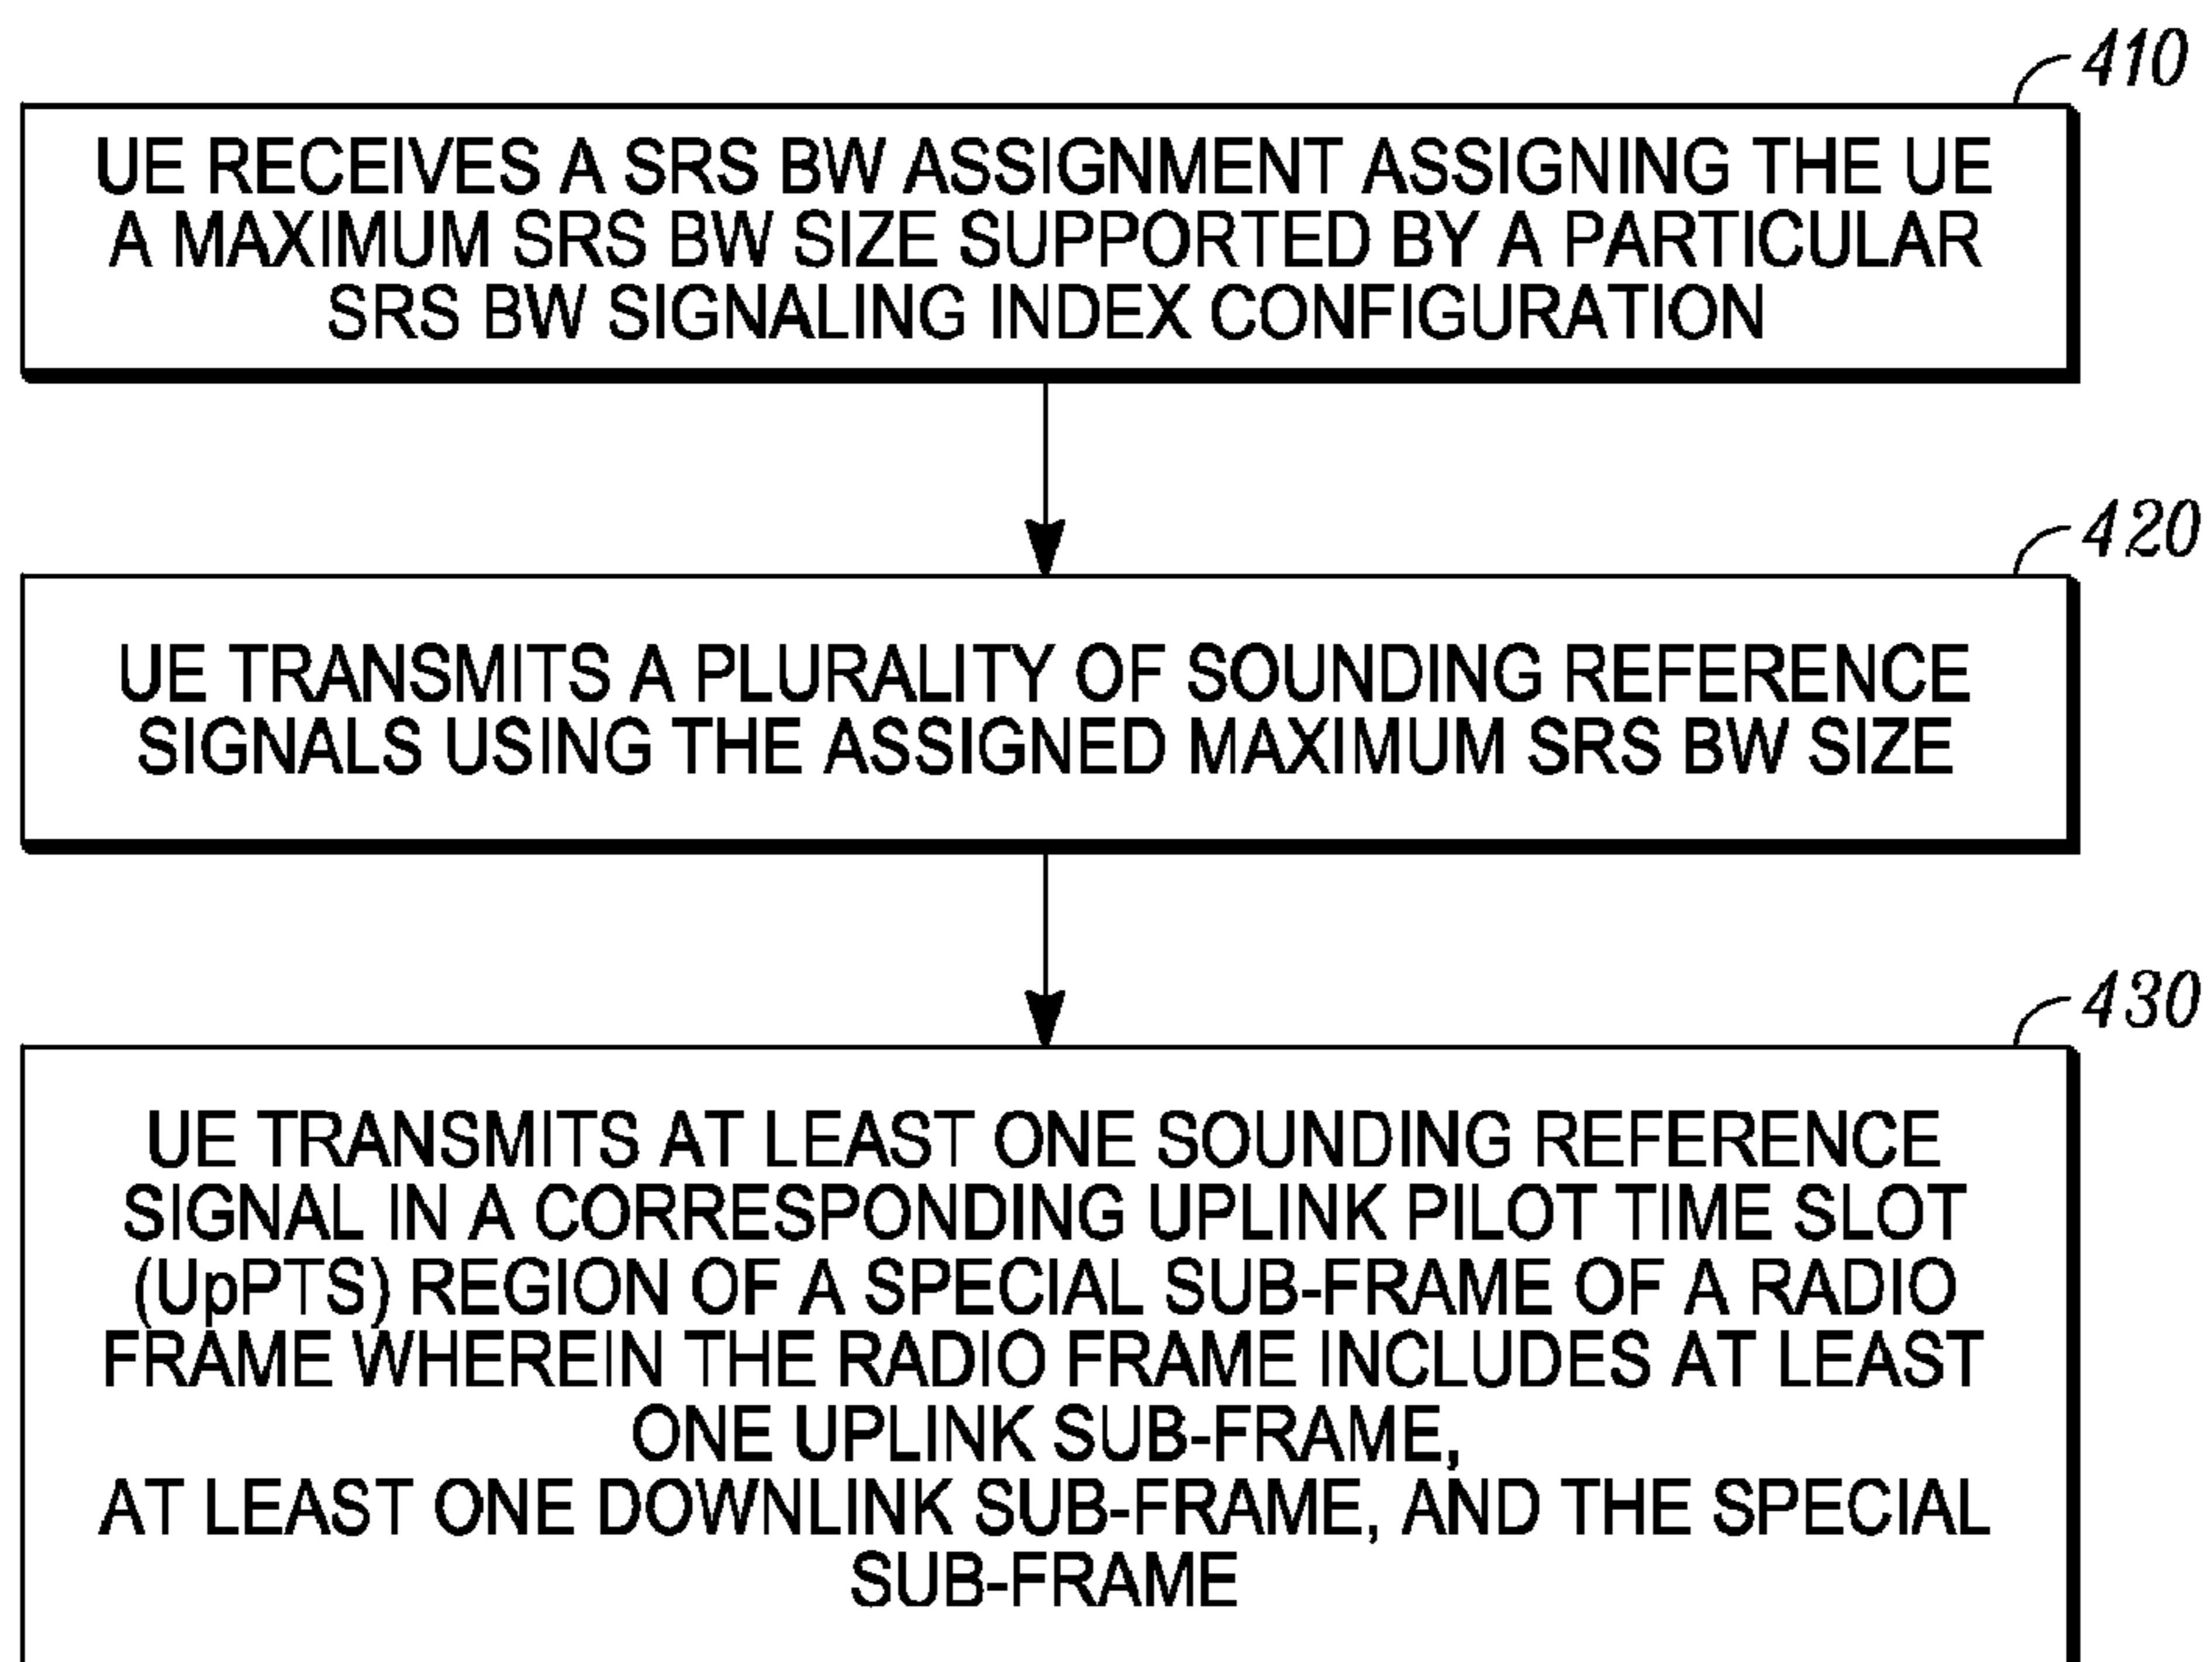 410
UE RECEIVES A SRS BW ASSIGNMENT ASSIGNING THE UE
A MAXIMUM SRS BW SIZE SUPPORTED BY A PARTICULAR
SRS BW SIGNALING INDEX CONFIGURATION
420
UE TRANSMITS A PLURALITY OF SOUNDING REFERENCE
SIGNALS USING THE ASSIGNED MAXIMUM SRS BW SIZE
430
UE TRANSMITS AT LEAST ONE SOUNDING REFERENCE
SIGNAL IN A CORRESPONDING UPLINK PILOT TIME SLOT
(UpPTS) REGION OF A SPECIAL SUB-FRAME OF A RADIO
FRAME WHEREIN THE RADIO FRAME INCLUDES AT LEAST
ONE UPLINK SUB-FRAME,
AT LEAST ONE DOWNLINK SUB-FRAME, AND THE SPECIAL
SUB-FRAME